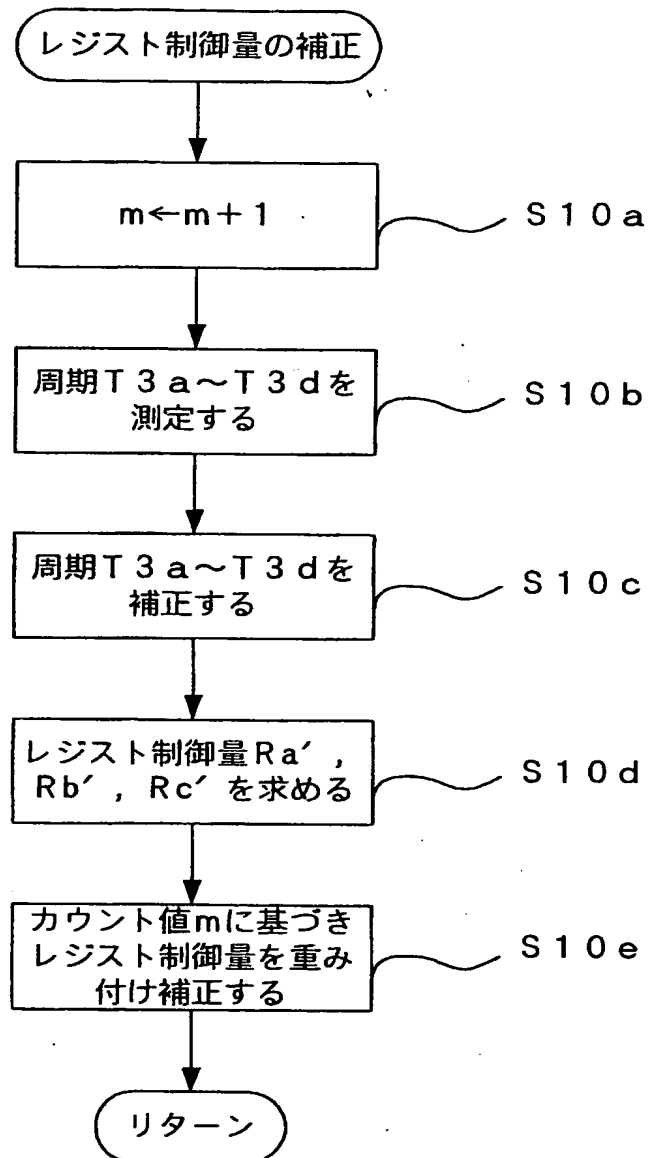 レジスト制御量の補正
m←m+1
S10a
周期T3a~T3dを
測定する
S10b
周期T3a~T3dを
補正する
S10c
レジスト制御量Ra′,
Rb′, Rc′を求める
S10d
カウント値mに基づき
レジスト制御量を重み
付け補正する
S10e
リターン